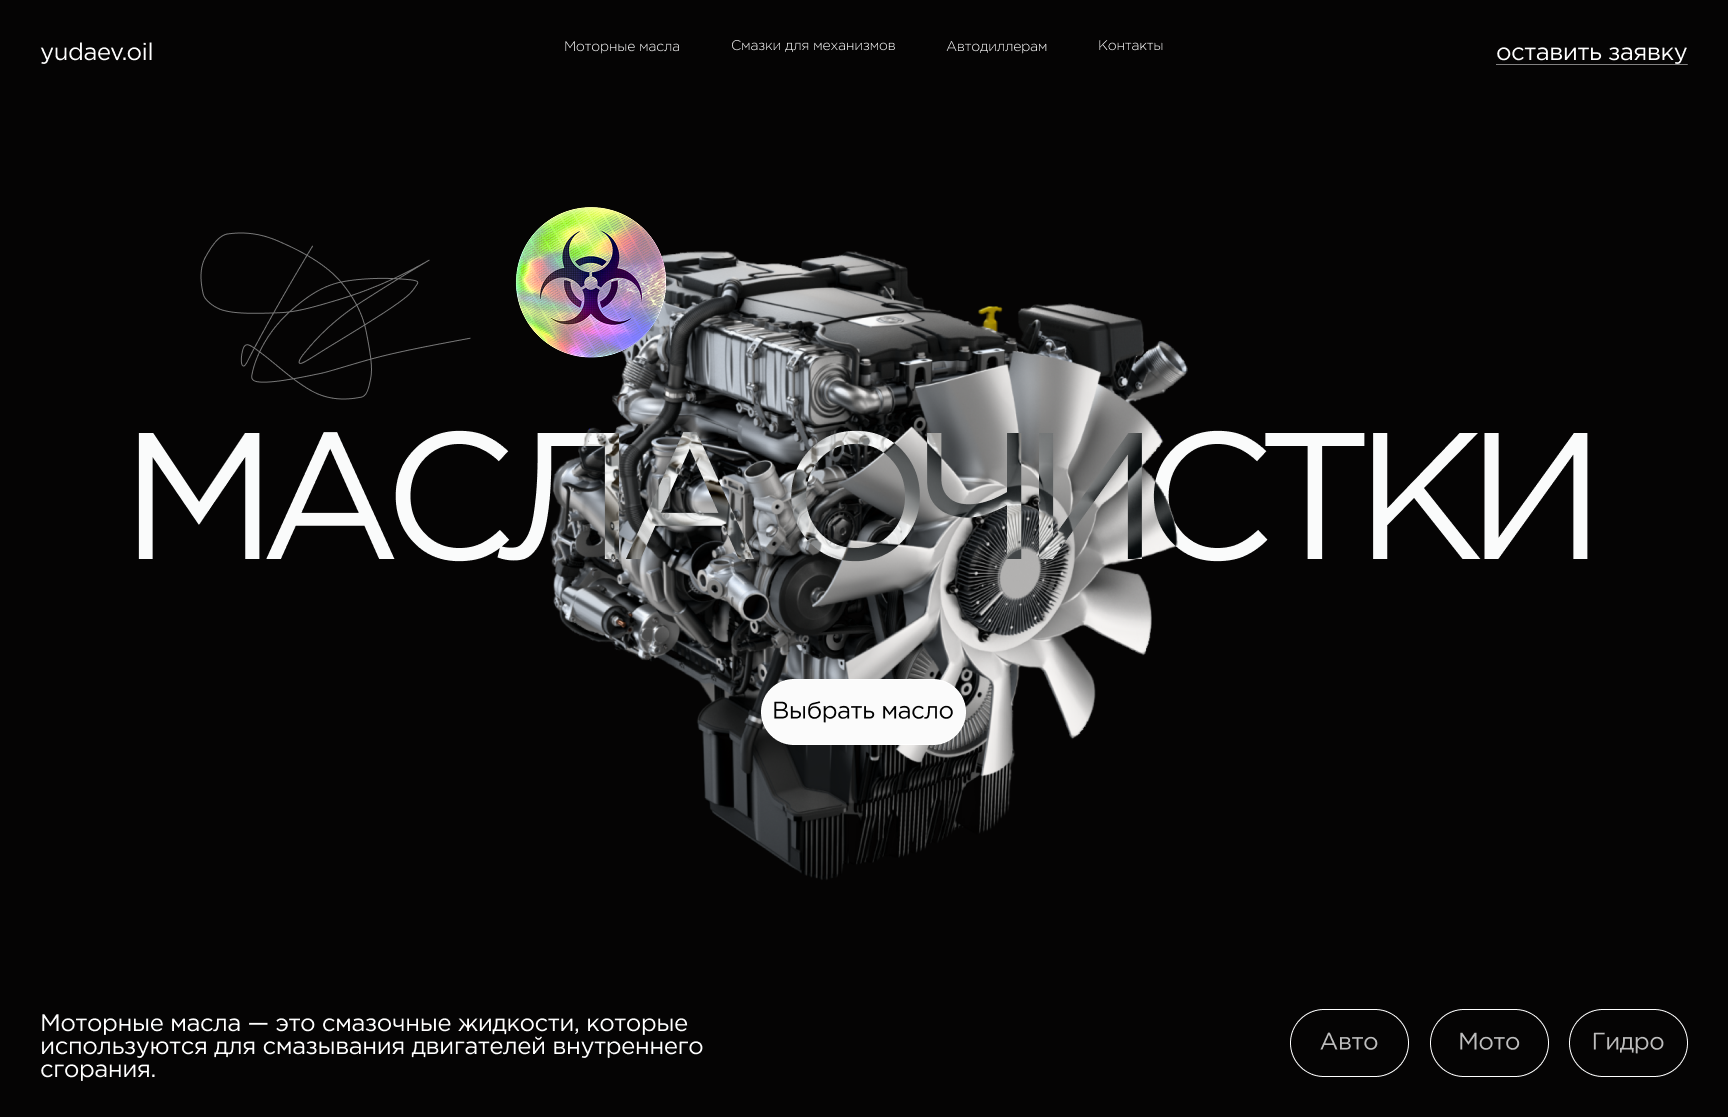 yudaev.oil
Моторные масла
Смазки для механизмов
Автодиллерам
Контакты
оставить заявку
МАСЛА ОЧИСТКИ
Выбрать масло
Моторные масла — это смазочные жидкости, которые
используются для смазывания двигателей внутреннего
сгорания.
Авто
Мото
Гидро